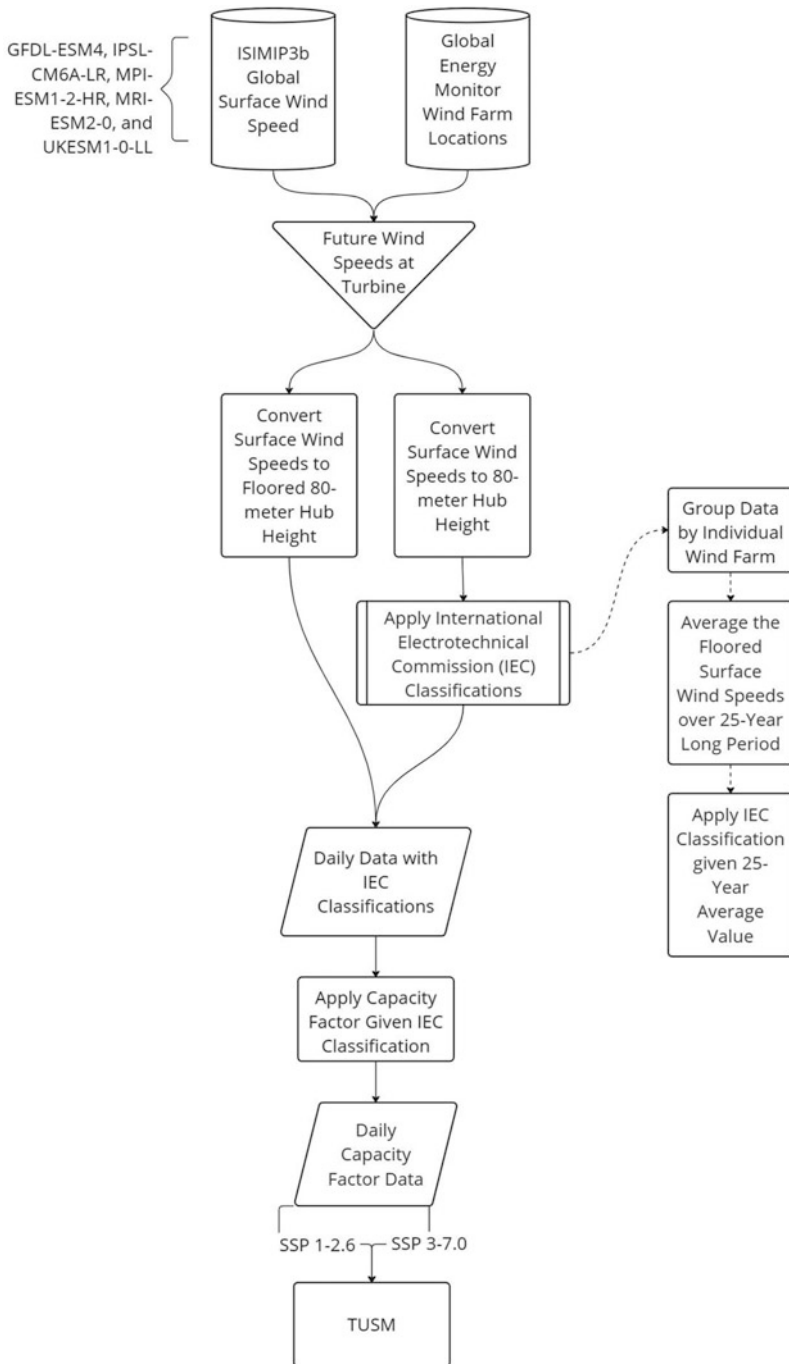 GFDL-ESM4, IPSL-
CM6A-LR, MPI-
ESM1-2-HR, MRI-
ESM2-0, and
UKESM1-0-LL
ISIMIP3b
Global
Surface Wind
Speed
Global
Energy
Monitor
Wind Farm
Locations
Future Wind
Speeds at
Turbine
Convert
Surface Wind
Speeds to
Floored 80-
meter Hub
Height
Convert
Surface Wind
Speeds to 80-
meter Hub
Height
Apply International
Electrotechnical
Commission (IEC)
Classifications
Group Data
by Individual
Wind Farm
Average the
Floored
Surface
Wind Speeds
over 25-Year
Long Period
Apply IEC
Classification
given 25-
Year
Average
Value
Daily Data with
IEC
Classifications
Apply Capacity
Factor Given IEC
Classification
Daily
Capacity
Factor Data
SSP 1-2.6
SSP 3-7.0
TUSM